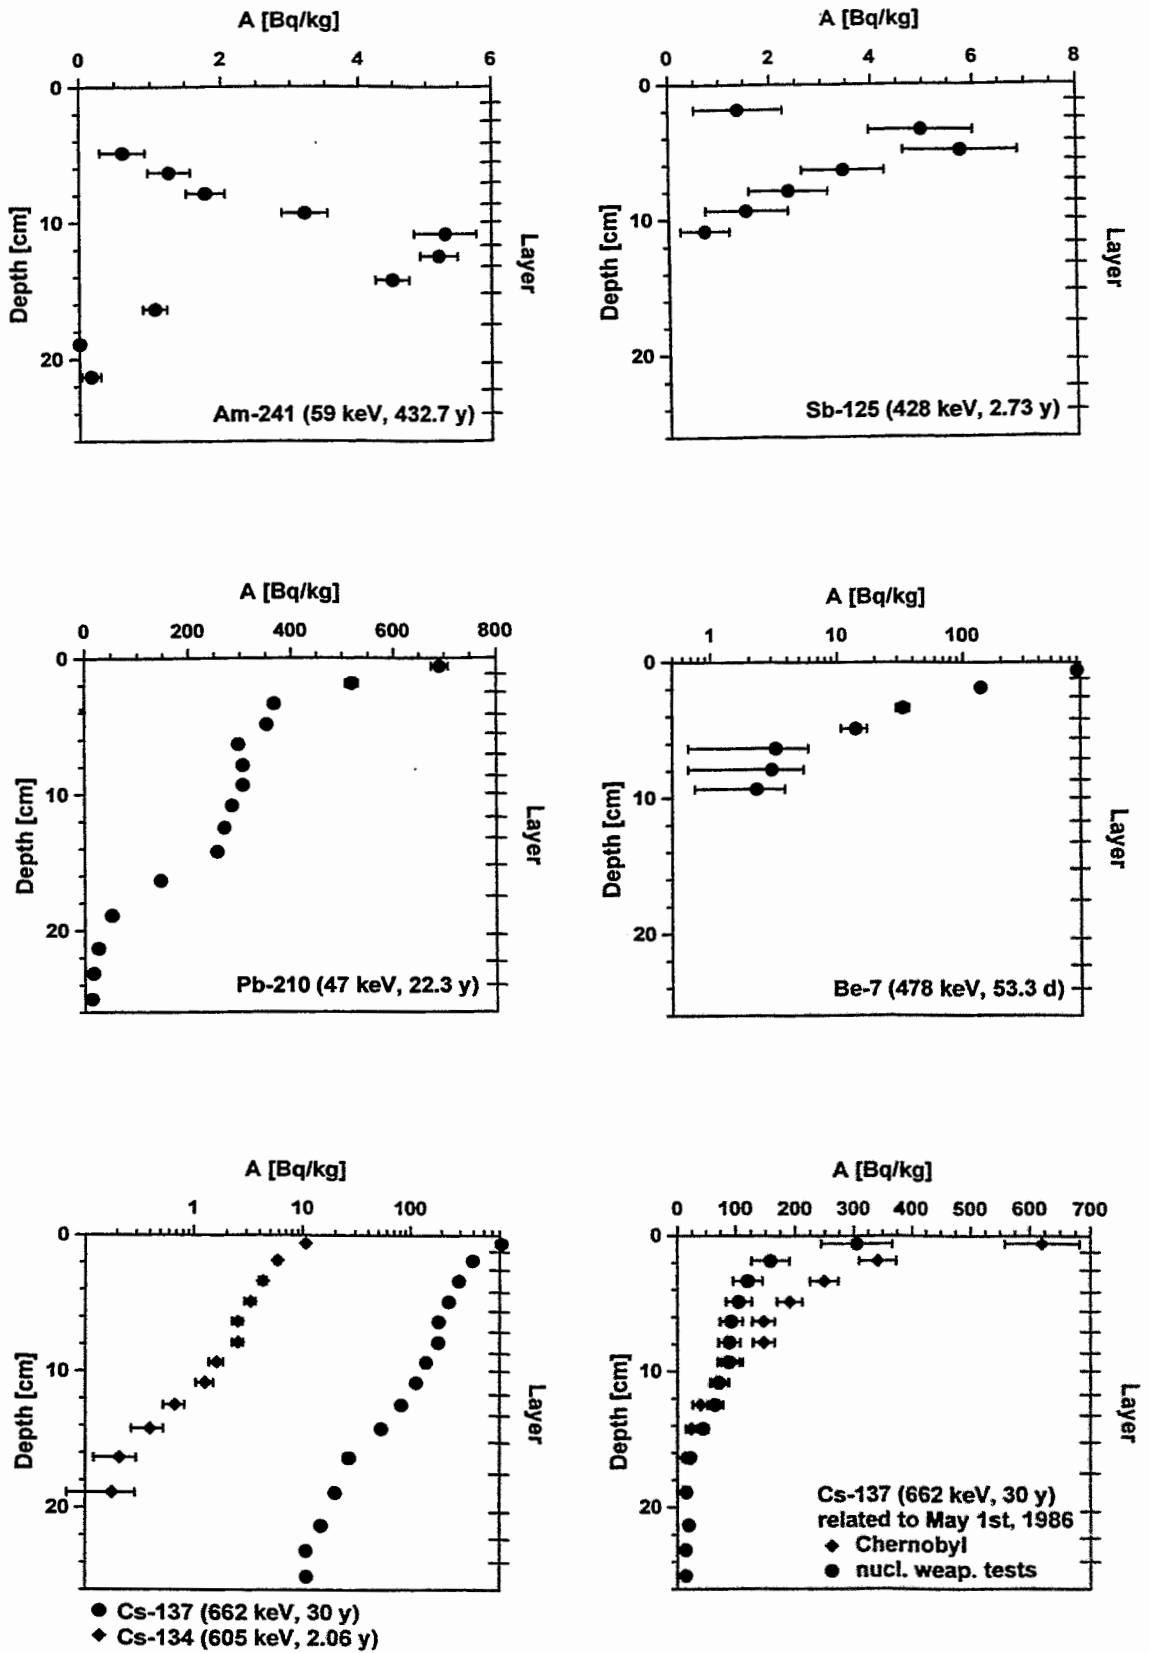 A [Bq/kg]
0 2 4 6
0
10
20
Depth [cm]
Layer
Am-241 (59 keV, 432.7 y)
A [Bq/kg]
0 2 4 6 8
0
10
20
Depth [cm]
Layer
Sb-125 (428 keV, 2.73 y)
A [Bq/kg]
0 200 400 600 800
0
10
20
Depth [cm]
Layer
Pb-210 (47 keV, 22.3 y)
A [Bq/kg]
1 10 100
0
10
20
Depth [cm]
Layer
Be-7 (478 keV, 53.3 d)
A [Bq/kg]
1 10 100
0
10
20
Depth [cm]
Layer
Cs-137 (662 keV, 30 y)
Cs-134 (605 keV, 2.06 y)
A [Bq/kg]
0 100 200 300 400 500 600 700
0
10
20
Depth [cm]
Layer
Cs-137 (662 keV, 30 y)
related to May 1st, 1986
Chernobyl
nucl. weap. tests